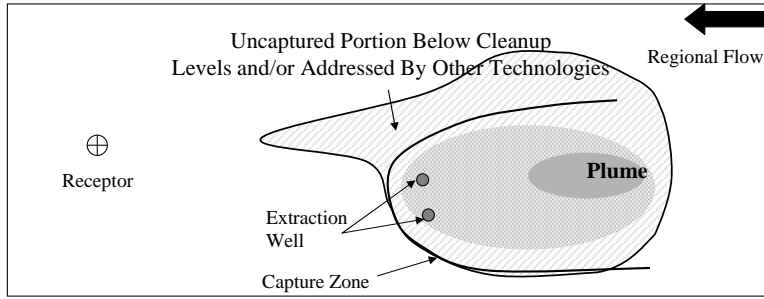 Uncaptured Portion Below Cleanup
Levels and/or Addressed By Other Technologies
Regional Flow
Receptor
Plume
Extraction
Well
Capture Zone